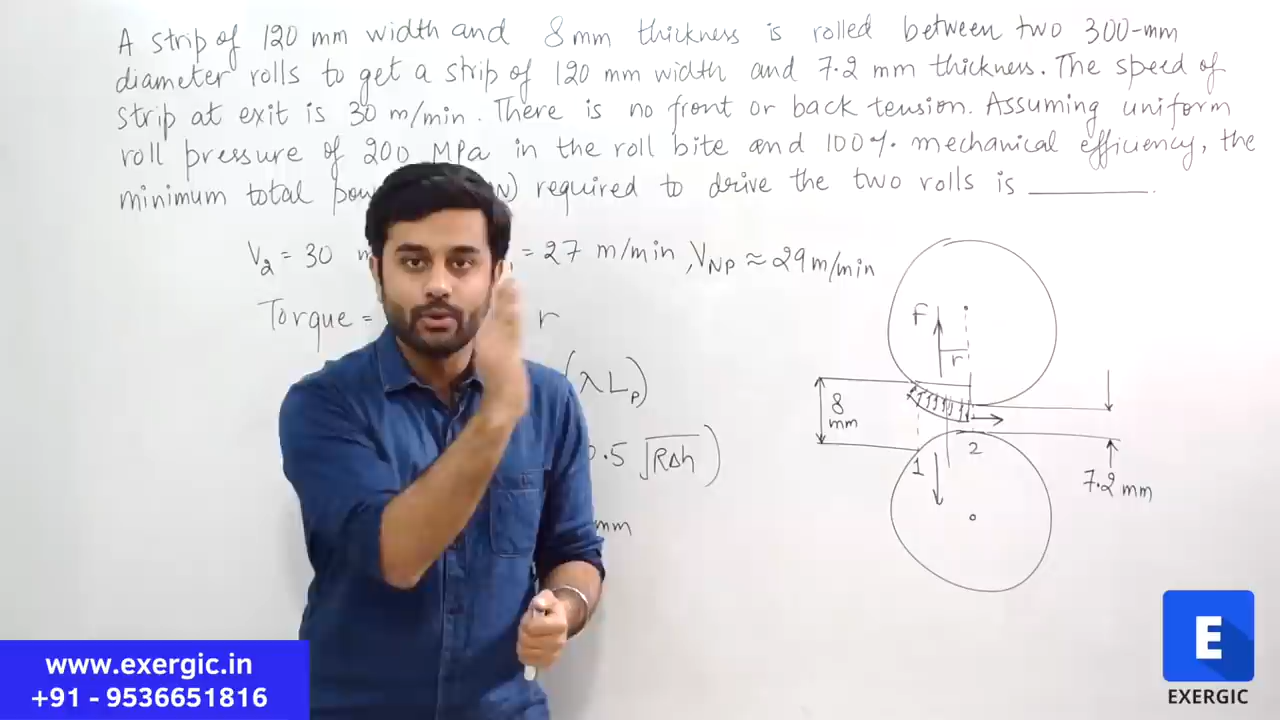 A strip of 120 mm width and 8mm thickness is rolled between two 300-mm
diameter rolls to get a strip of 120 mm width and 7.2 mm thickness. The speed of
strip at exit is 30 m/min. There is no front or back tension. Assuming uniform
roll pressure of 200 MPa in the roll bite and 100% mechanical efficiency, the
minimum total required to drive the two rolls is ________.
V2 = 30 = 27 m/min, VNP ≈ 29m/min
Torque = r
(λLp)
0.5 √RΔh)
mm
F
r
8
mm
1
2
7.2 mm
www.exergic.in
+91 - 9536651816
E
EXERGIC